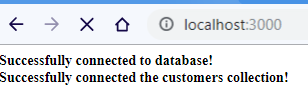 localhost:3000
Successfully connected to database!
Successfully connected the customers collection!